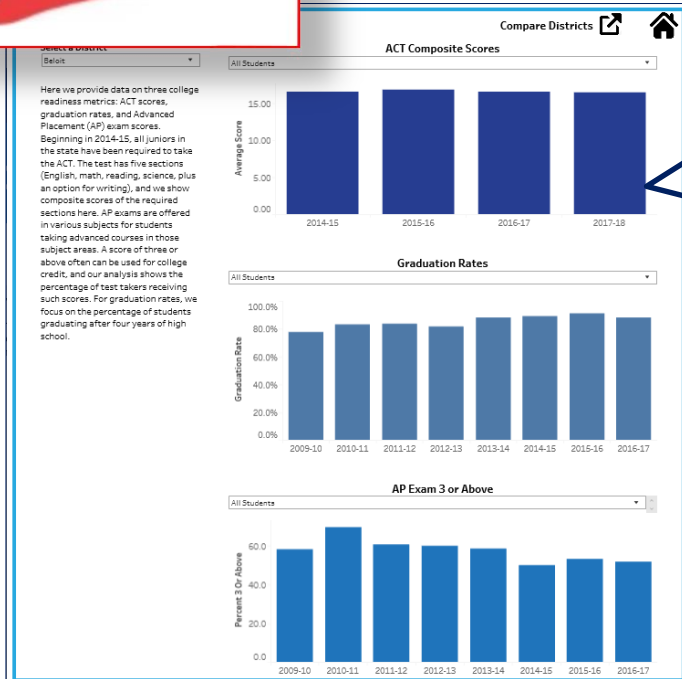 Compare Districts
Select a District
Beloit
Here we provide data on three college
readiness metrics: ACT scores,
graduation rates, and Advanced
Placement (AP) exam scores.
Beginning in 2014-15, all juniors in
the state have been required to take
the ACT. The test has five sections
(English, math, reading, science, plus
an option for writing), and we show
composite scores of the required
sections here. AP exams are offered
in various subjects for students
taking advanced courses in those
subject areas. A score of three or
above often can be used for college
credit, and our analysis shows the
percentage of test takers receiving
such scores. For graduation rates, we
focus on the percentage of students
graduating after four years of high
school.
ACT Composite Scores
All Students
Average Score
15.00
10.00
5.00
0.00
2014-15 2015-16 2016-17 2017-18
Graduation Rates
All Students
Graduation Rate
100.0%
80.0%
60.0%
40.0%
20.0%
0.0%
2009-10 2010-11 2011-12 2012-13 2013-14 2014-15 2015-16 2016-17
AP Exam 3 or Above
All Students
Percent 3 Or Above
60.0
40.0
20.0
0.0
2009-10 2010-11 2011-12 2012-13 2013-14 2014-15 2015-16 2016-17